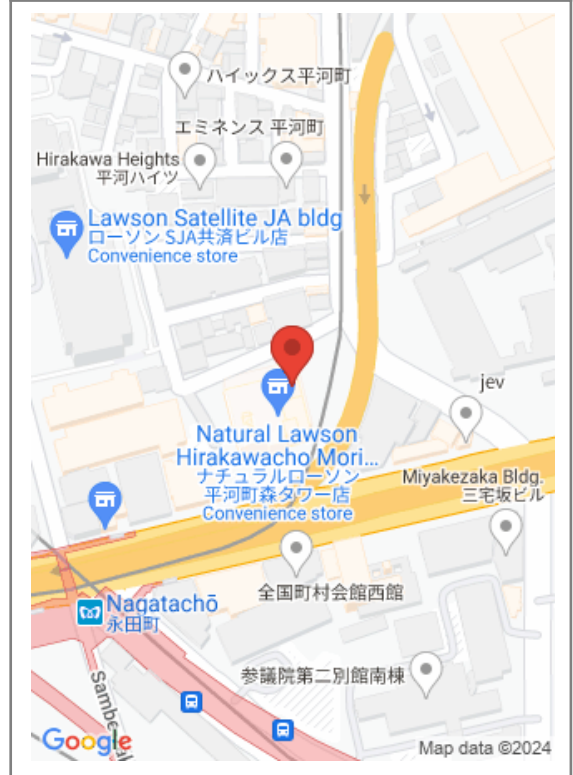 ハイックス平河町
エミネンス 平河町
Hirakawa Heights
平河ハイツ
Lawson Satellite JA bldg
ローソン SJA共済ビル店
Convenience store
jev
Natural Lawson
Hirakawacho Mori...
ナチュラルローソン
平河町森タワー店
Convenience store
Miyakezaka Bldg.
三宅坂ビル
全国町村会館西館
Nagatachō
永田町
参議院第二別館南棟
Google
Map data ©2024